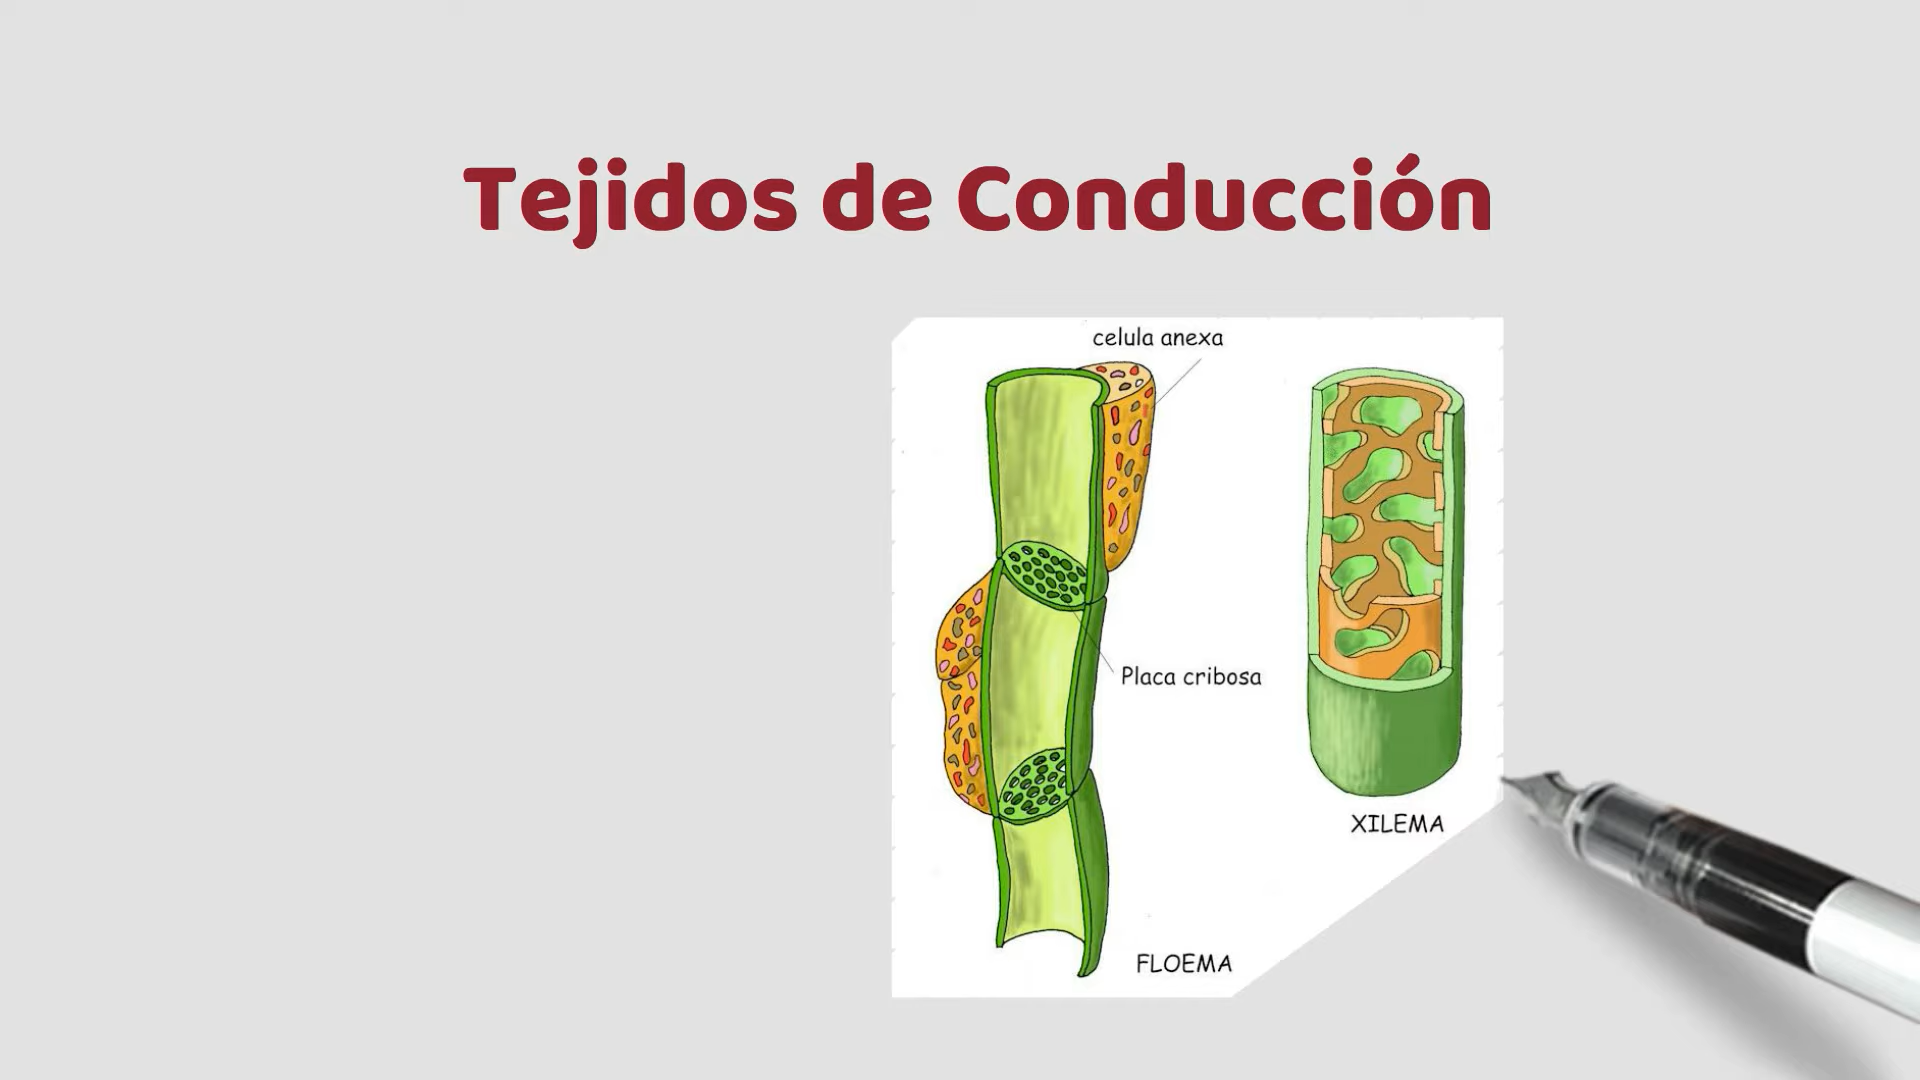 Tejidos de Conducción
celula anexa
Placa cribosa
XILEMA
FLOEMA